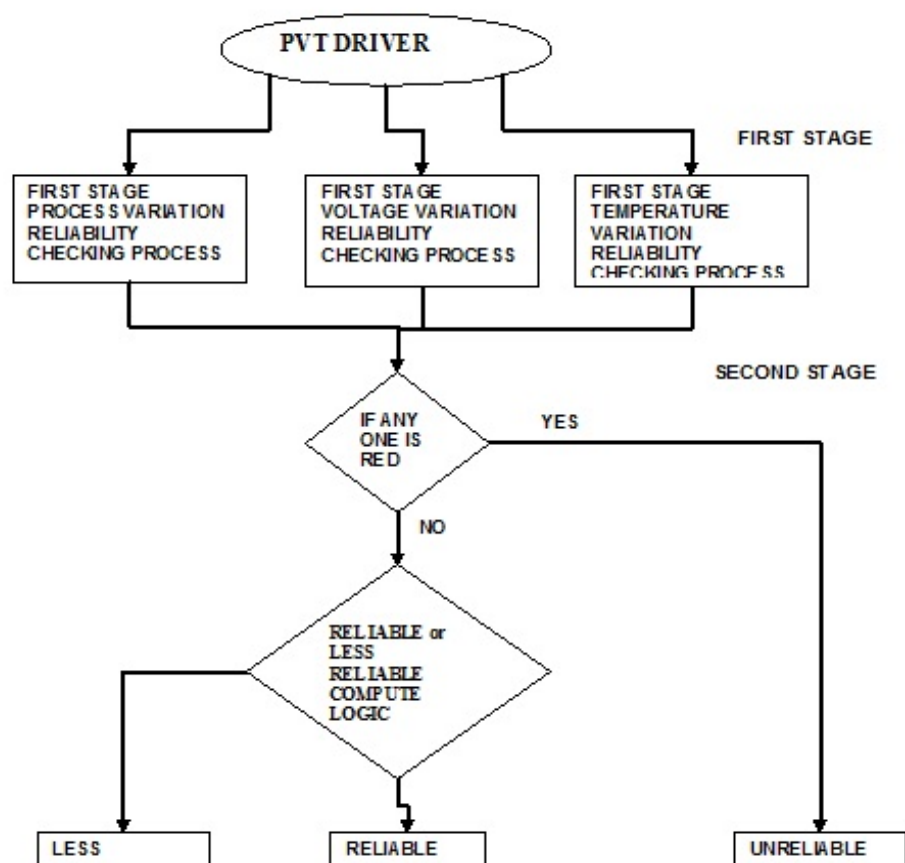 PVT DRIVER
FIRST STAGE
FIRST STAGE
PROCESS VARIATION
RELIABILITY
CHECKING PROCESS
FIRST STAGE
VOLTAGE VARIATION
RELIABILITY
CHECKING PROCESS
FIRST STAGE
TEMPERATURE
VARIATION
RELIABILITY
CHECKING PROCESS
SECOND STAGE
IF ANY
ONE IS
RED
YES
NO
RELIABLE or
LESS
RELIABLE
COMPUTE
LOGIC
LESS
RELIABLE
UNRELIABLE